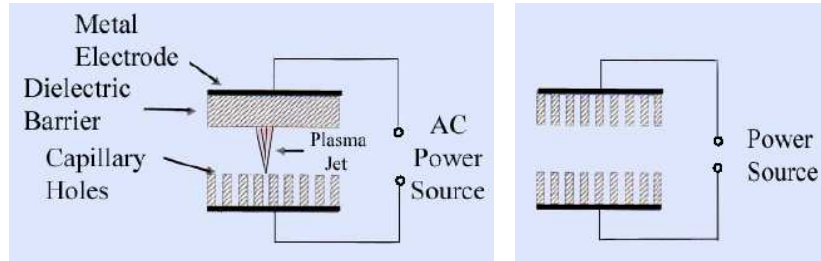 Metal
Electrode
Dielectric
Barrier
Capillary
Holes
Plasma
Jet
AC
Power
Source
Power
Source